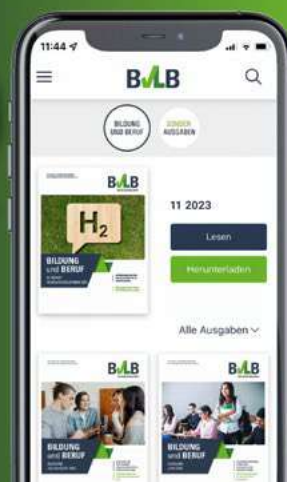 11:44
BvLB
BILDUNG
UND BERUF
SONDER
AUSGABEN
BvLB
H2
BILDUNG
und BERUF
11 2023
Lesen
Herunterladen
Alle Ausgaben
BvLB
BILDUNG
und BERUF
BvLB
BILDUNG
und BERUF